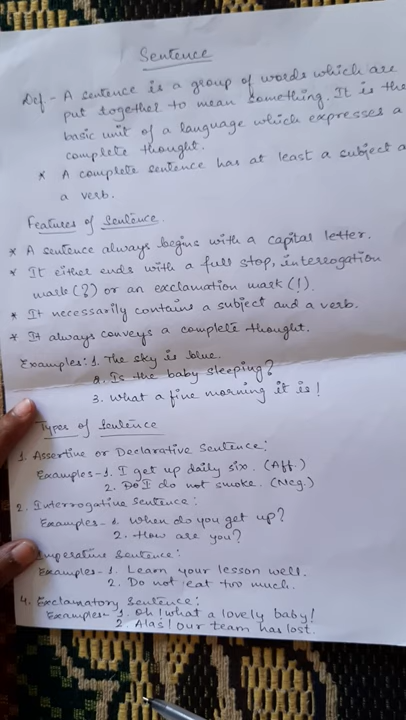 Sentence
Def - A sentence is a group of words which are
put together to mean something. It is the
basic unit of a language which expresses a
complete thought.
* A complete sentence has at least a subject a
a verb.
Features of Sentence.
* A sentence always begins with a capital letter.
* It either ends with a full stop, interrogation
mark (?) or an exclamation mark (!).
* It necessarily contains a subject and a verb.
* It always conveys a complete thought.
Examples: 1. The sky is blue.
2. Is the baby sleeping?
3. What a fine morning it is!
Types of Sentence
1. Assertine or Declarative Sentence:
Examples - 1. I get up daily six. (Aff.)
2. I do not smoke. (Neg.)
2. Interrogative Sentence:
Examples - 1. When do you get up?
2. How are you?
Imperative Sentence:
Examples - 1. Learn your lesson well.
2. Do not eat too much.
4. Exclamatory Sentence:
Examples - 1. Oh! what a lovely baby!
2. Alas! our team has lost.